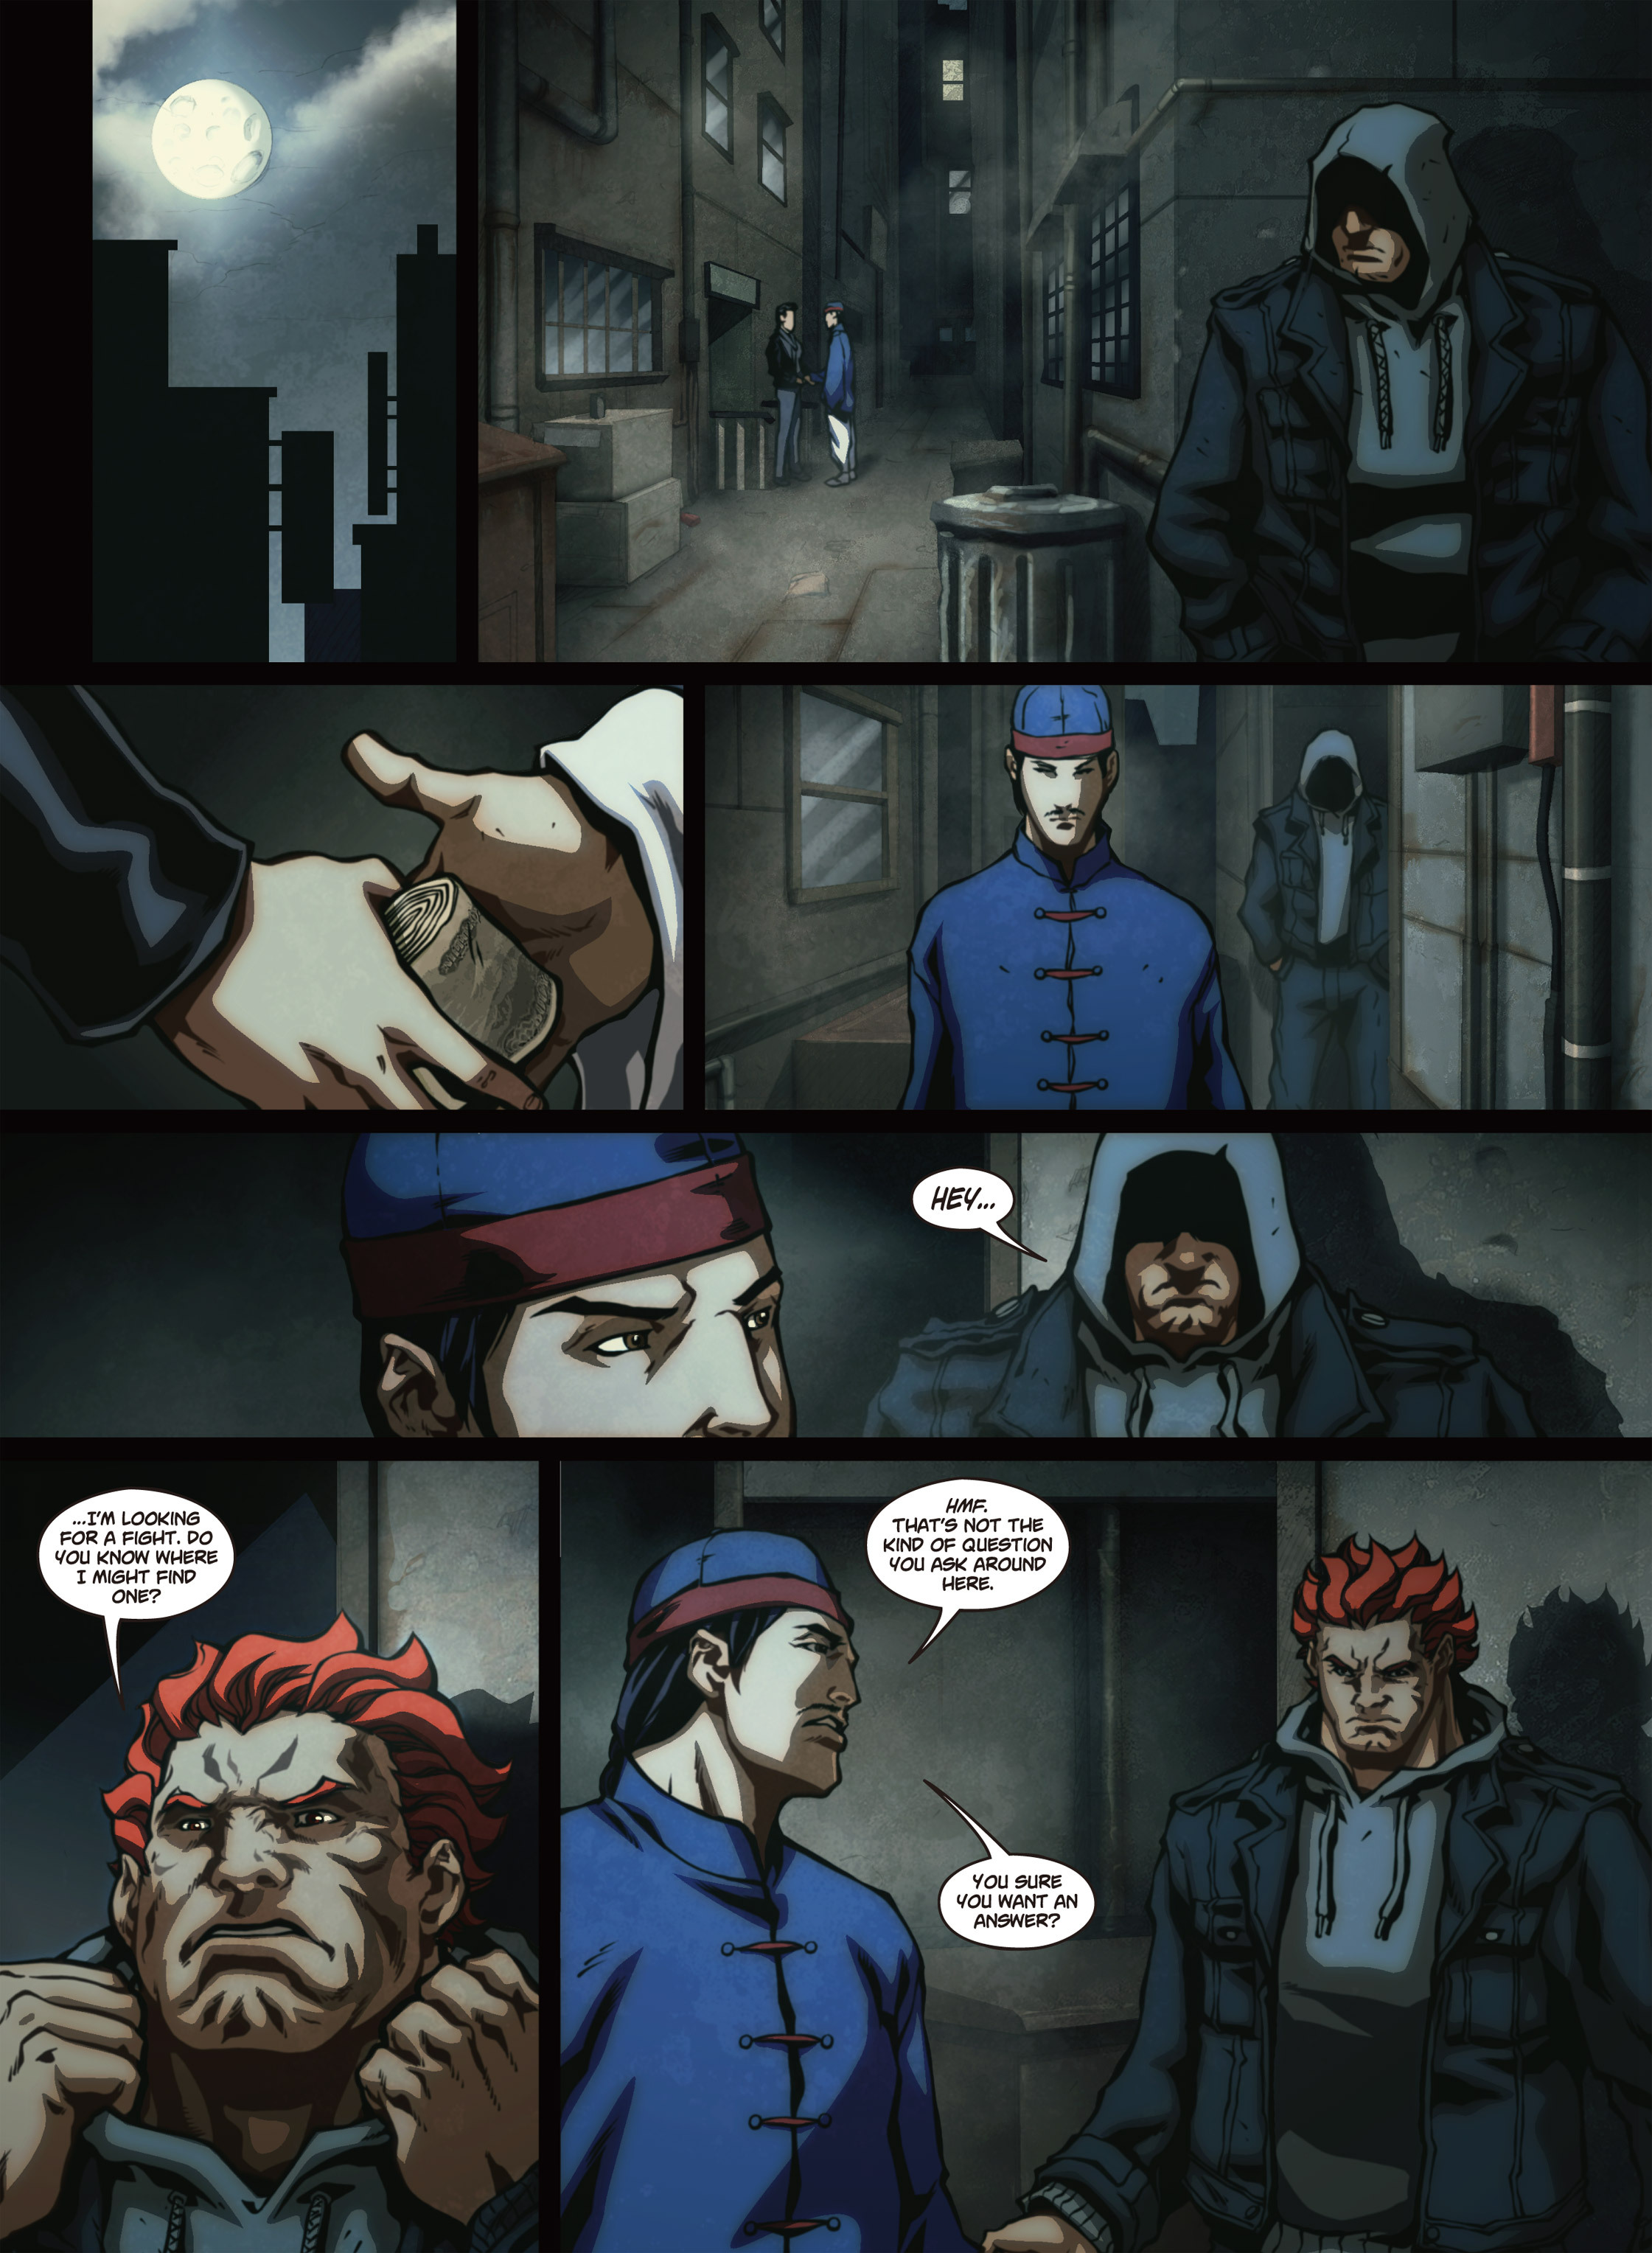 HEY...
...I'M LOOKING
FOR A FIGHT. DO
YOU KNOW WHERE
I MIGHT FIND
ONE?
HMF.
THAT'S NOT THE
KIND OF QUESTION
YOU ASK AROUND
HERE.
YOU SURE
YOU WANT AN
ANSWER?